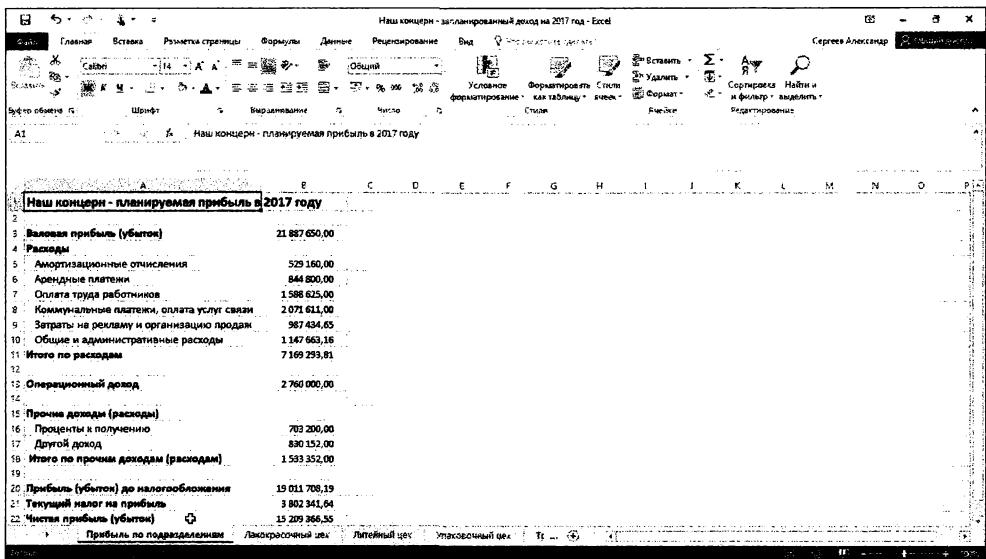 Наш концерн - запланированный доход на 2017 год - Excel
Файл Главная Вставка Разметка страницы Формулы Данные Рецензирование Вид Сергеев Александр
Calibri 14 Общий
Вставить
Условное форматирование Форматировать как таблицу Стили ячеек
Вставить
Удалить
Формат
Сортировка и фильтр Найти и выделить
Буфер обмена Шрифт Выравнивание Число Стили Ячейки Редактирование
A1 fx Наш концерн - планируемая прибыль в 2017 году
A B C D E F G H I J K L M N O P
1 Наш концерн - планируемая прибыль в 2017 году
2
3 Валовая прибыль (убыток) 21 887 650,00
4 Расходы
5 Амортизационные отчисления 529 160,00
6 Арендные платежи 844 800,00
7 Оплата труда работников 1 588 625,00
8 Коммунальные платежи, оплата услуг связи 2 071 611,00
9 Затраты на рекламу и организацию продаж 987 434,65
10 Общие и административные расходы 1 147 663,16
11 Итого по расходам 7 169 293,81
12
13 Операционный доход 2 760 000,00
14
15 Прочие доходы (расходы)
16 Проценты к получению 703 200,00
17 Другой доход 830 152,00
18 Итого по прочим доходам (расходам) 1 533 352,00
19
20 Прибыль (убыток) до налогообложения 19 011 708,19
21 Текущий налог на прибыль 3 802 341,64
22 Чистая прибыль (убыток) 15 209 366,55
Прибыль по подразделениям Лакокрасочный цех Литейный цех Упаковочный цех Тр ...